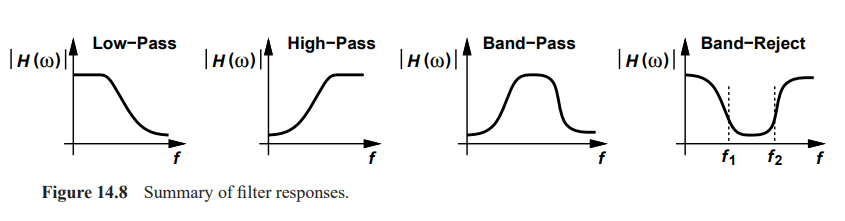 Low−Pass
|H(ω)|
f
High−Pass
|H(ω)|
f
Band−Pass
|H(ω)|
f
Band−Reject
|H(ω)|
f1 f2 f
Figure 14.8 Summary of filter responses.